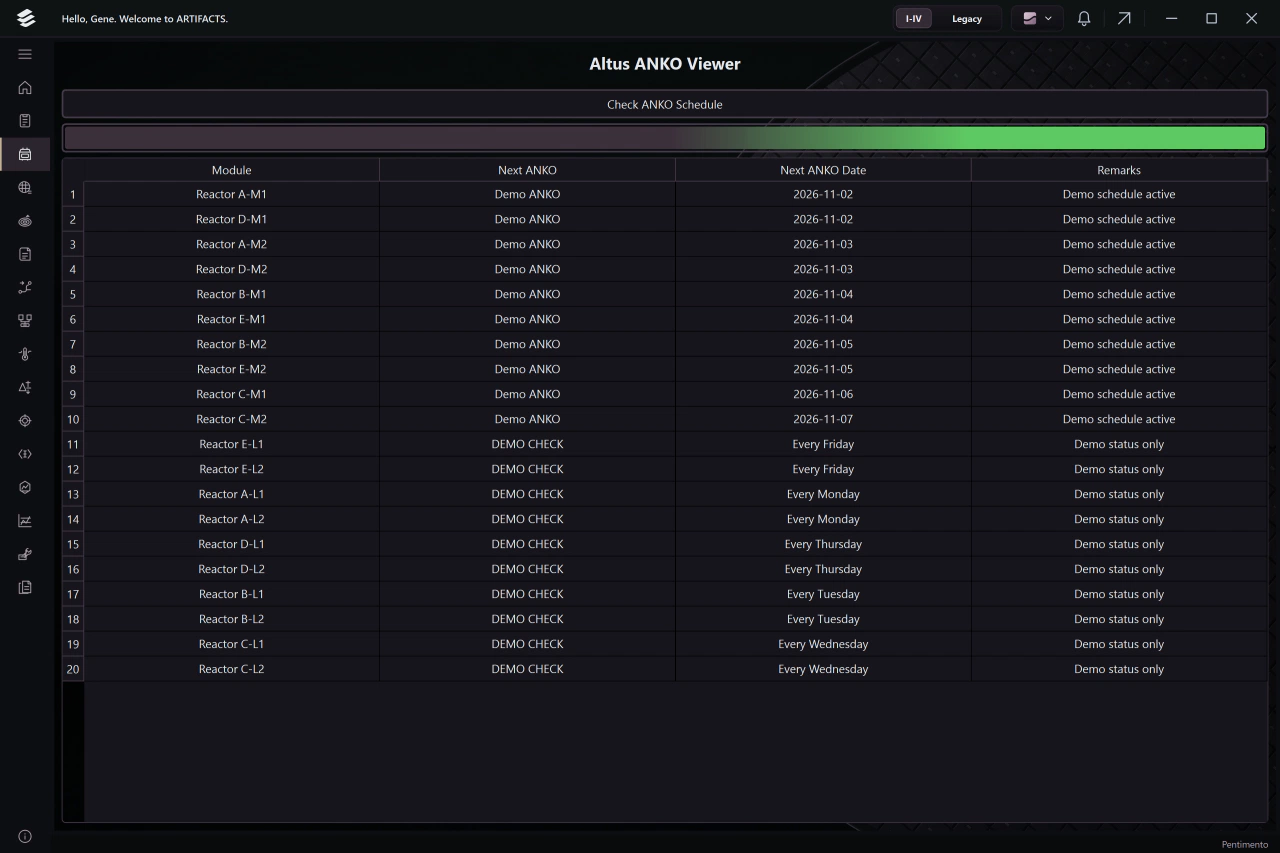 Hello, Gene. Welcome to ARTIFACTS.
I-IV Legacy
Altus ANKO Viewer
Check ANKO Schedule
Module Next ANKO Next ANKO Date Remarks
1 Reactor A-M1 Demo ANKO 2026-11-02 Demo schedule active
2 Reactor D-M1 Demo ANKO 2026-11-02 Demo schedule active
3 Reactor A-M2 Demo ANKO 2026-11-03 Demo schedule active
4 Reactor D-M2 Demo ANKO 2026-11-03 Demo schedule active
5 Reactor B-M1 Demo ANKO 2026-11-04 Demo schedule active
6 Reactor E-M1 Demo ANKO 2026-11-04 Demo schedule active
7 Reactor B-M2 Demo ANKO 2026-11-05 Demo schedule active
8 Reactor E-M2 Demo ANKO 2026-11-05 Demo schedule active
9 Reactor C-M1 Demo ANKO 2026-11-06 Demo schedule active
10 Reactor C-M2 Demo ANKO 2026-11-07 Demo schedule active
11 Reactor E-L1 DEMO CHECK Every Friday Demo status only
12 Reactor E-L2 DEMO CHECK Every Friday Demo status only
13 Reactor A-L1 DEMO CHECK Every Monday Demo status only
14 Reactor A-L2 DEMO CHECK Every Monday Demo status only
15 Reactor D-L1 DEMO CHECK Every Thursday Demo status only
16 Reactor D-L2 DEMO CHECK Every Thursday Demo status only
17 Reactor B-L1 DEMO CHECK Every Tuesday Demo status only
18 Reactor B-L2 DEMO CHECK Every Tuesday Demo status only
19 Reactor C-L1 DEMO CHECK Every Wednesday Demo status only
20 Reactor C-L2 DEMO CHECK Every Wednesday Demo status only
Pentimento